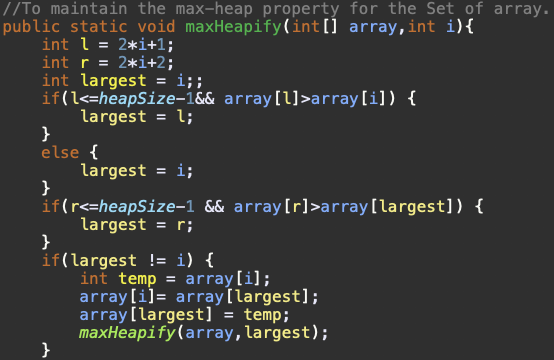 //To maintain the max-heap property for the Set of array.
public static void maxHeapify(int[] array,int i){
    int l = 2*i+1;
    int r = 2*i+2;
    int largest = i;;
    if(l<=heapSize-1&& array[l]>array[i]) {
        largest = l;
    }
    else {
        largest = i;
    }
    if(r<=heapSize-1 && array[r]>array[largest]) {
        largest = r;
    }
    if(largest != i) {
        int temp = array[i];
        array[i]= array[largest];
        array[largest] = temp;
        maxHeapify(array,largest);
    }